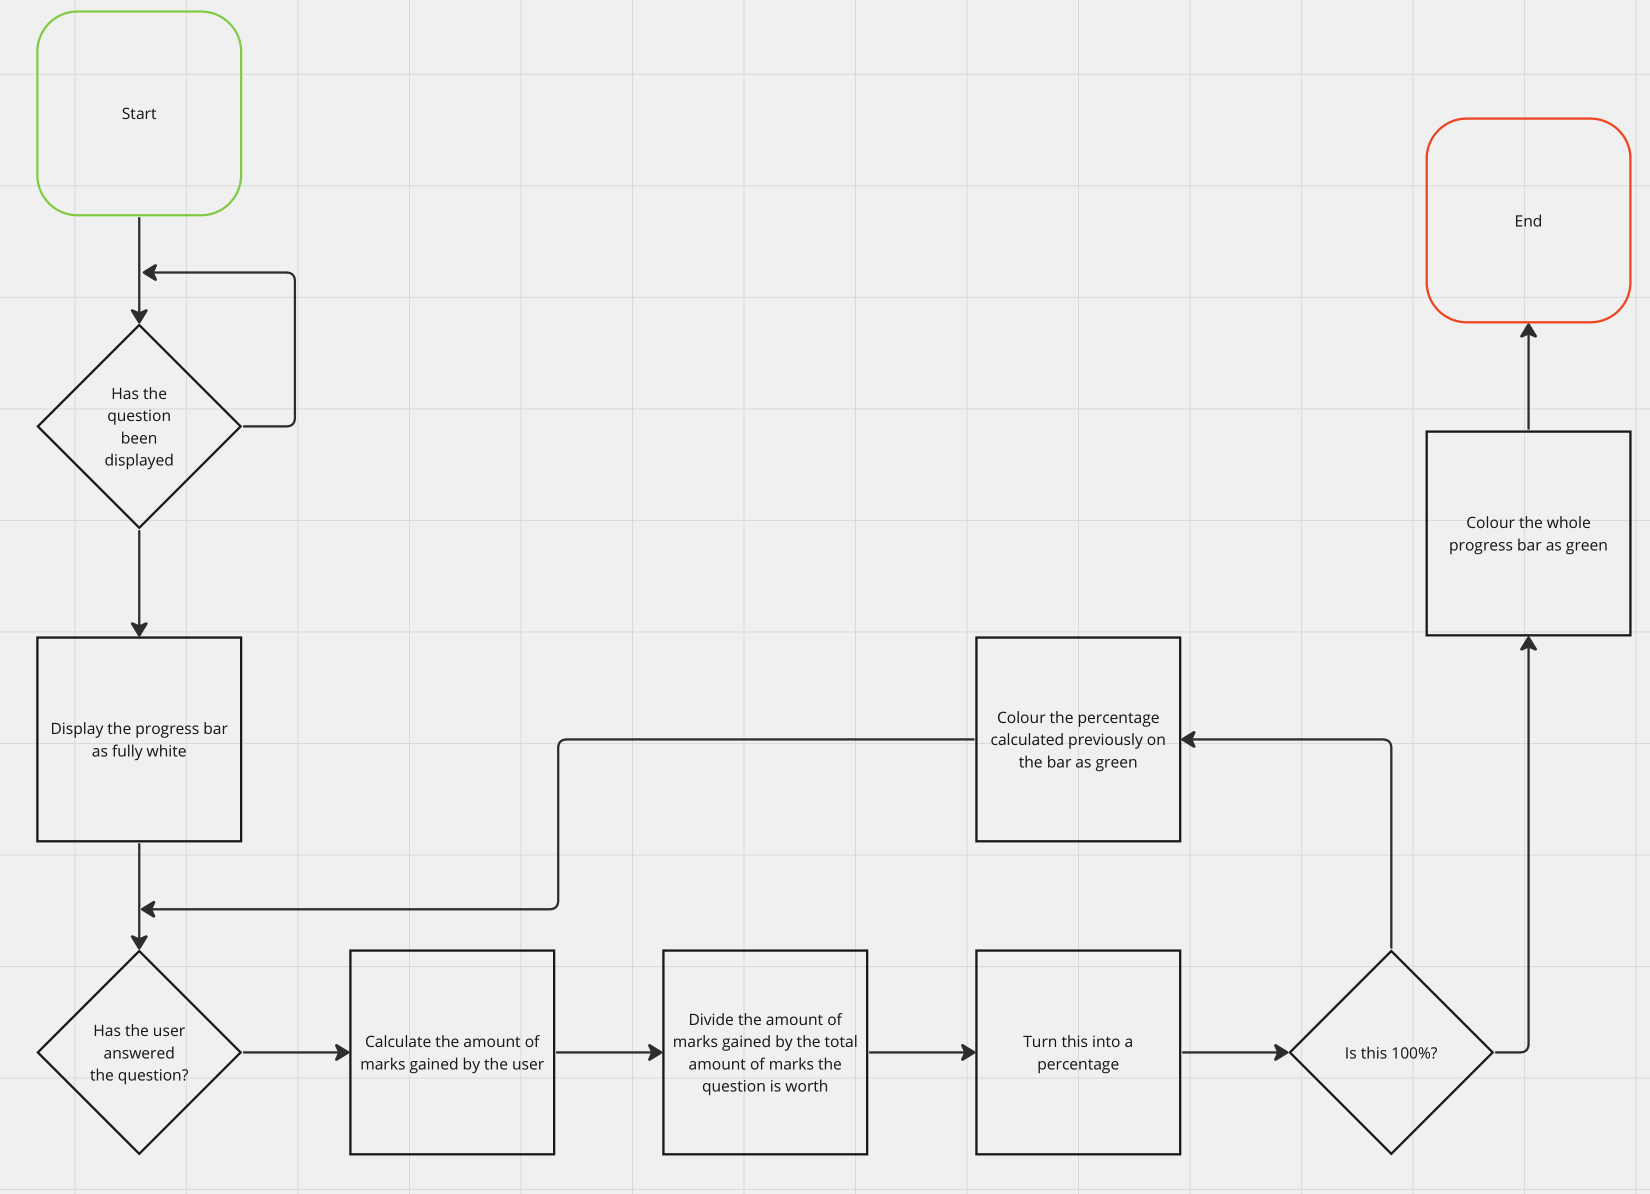 Start
Has the
question
been
displayed
Display the progress bar
as fully white
Has the user
answered
the question?
Calculate the amount of
marks gained by the user
Divide the amount of
marks gained by the total
amount of marks the
question is worth
Turn this into a
percentage
Is this 100%?
Colour the percentage
calculated previously on
the bar as green
Colour the whole
progress bar as green
End